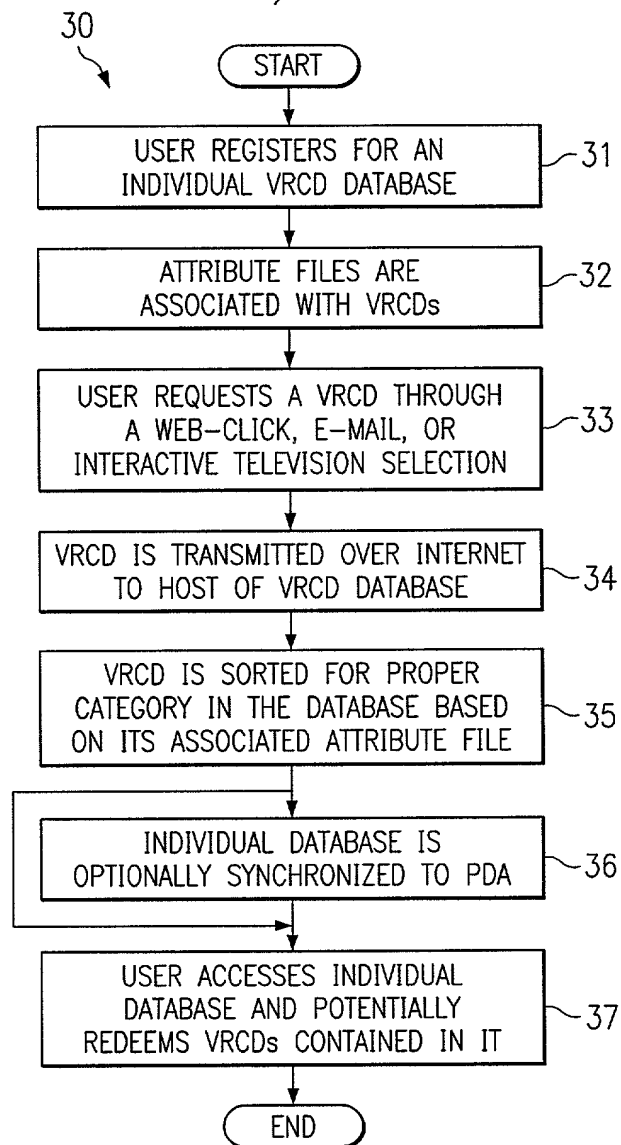 30
START
USER REGISTERS FOR AN
INDIVIDUAL VRCD DATABASE
31
ATTRIBUTE FILES ARE
ASSOCIATED WITH VRCDs
32
USER REQUESTS A VRCD THROUGH
A WEB-CLICK, E-MAIL, OR
INTERACTIVE TELEVISION SELECTION
33
VRCD IS TRANSMITTED OVER INTERNET
TO HOST OF VRCD DATABASE
34
VRCD IS SORTED FOR PROPER
CATEGORY IN THE DATABASE BASED
ON ITS ASSOCIATED ATTRIBUTE FILE
35
INDIVIDUAL DATABASE IS
OPTIONALLY SYNCHRONIZED TO PDA
36
USER ACCESSES INDIVIDUAL
DATABASE AND POTENTIALLY
REDEEMS VRCDs CONTAINED IN IT
37
END